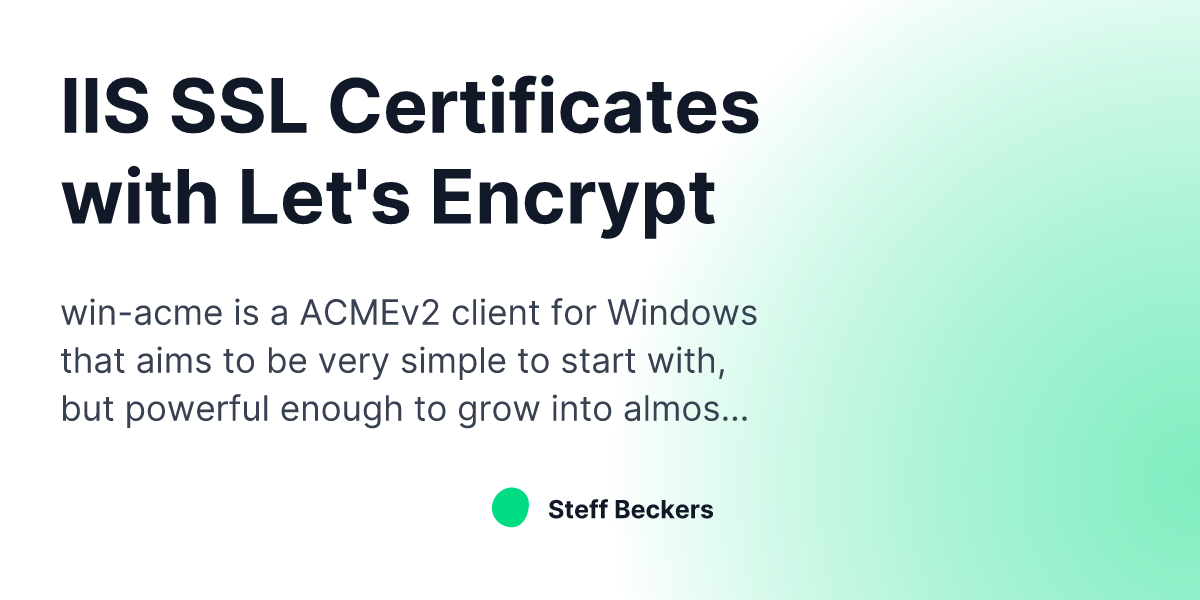 IIS SSL Certificates
with Let's Encrypt
win-acme is a ACMEv2 client for Windows
that aims to be very simple to start with,
but powerful enough to grow into almos...
Steff Beckers